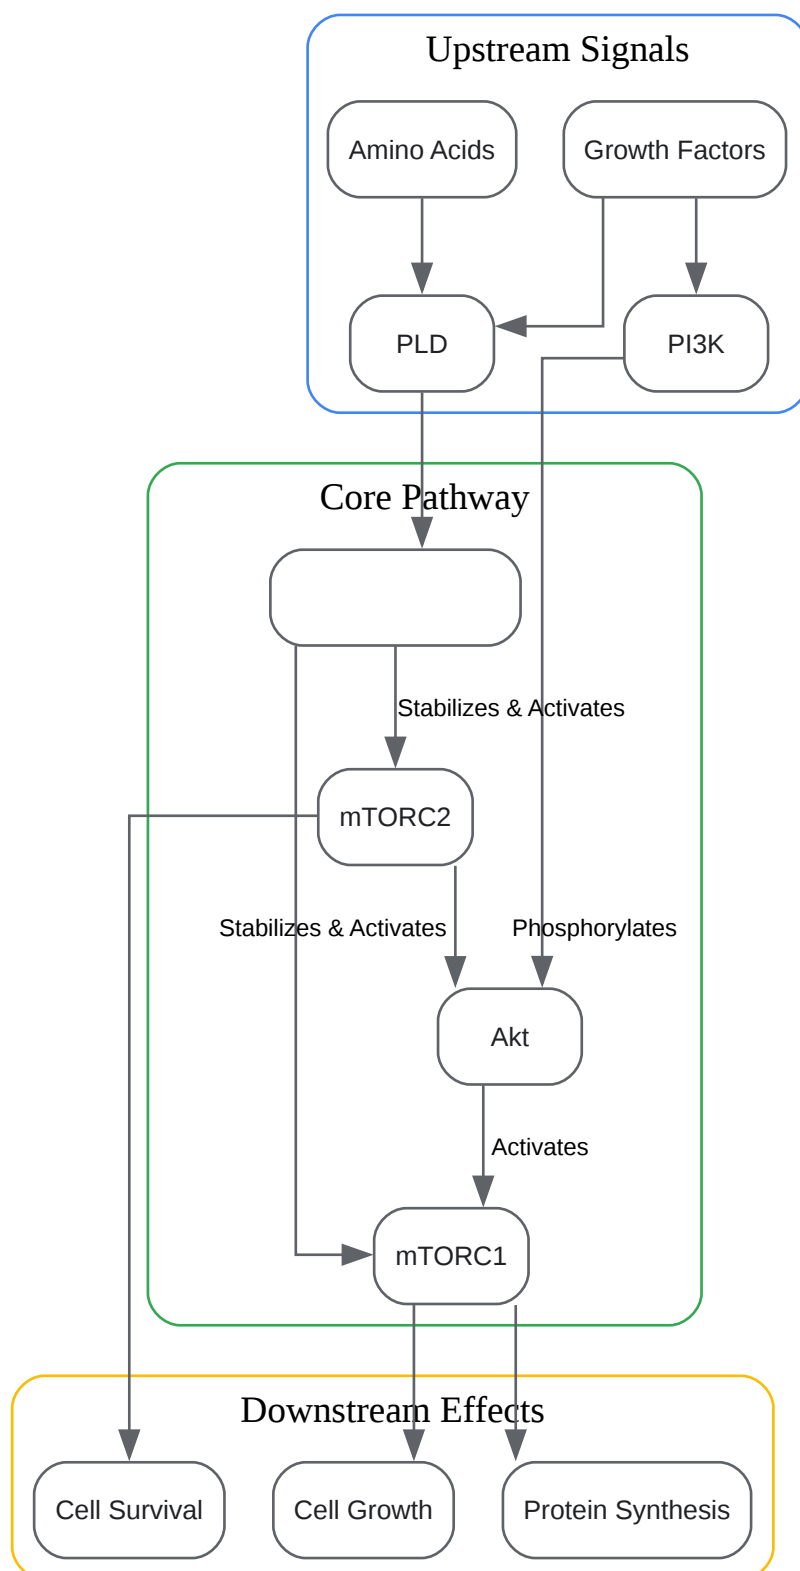 Upstream Signals
Amino Acids
Growth Factors
PLD
PI3K
Core Pathway
Stabilizes & Activates
mTORC2
Stabilizes & Activates
Phosphorylates
Akt
Activates
mTORC1
Downstream Effects
Cell Survival
Cell Growth
Protein Synthesis